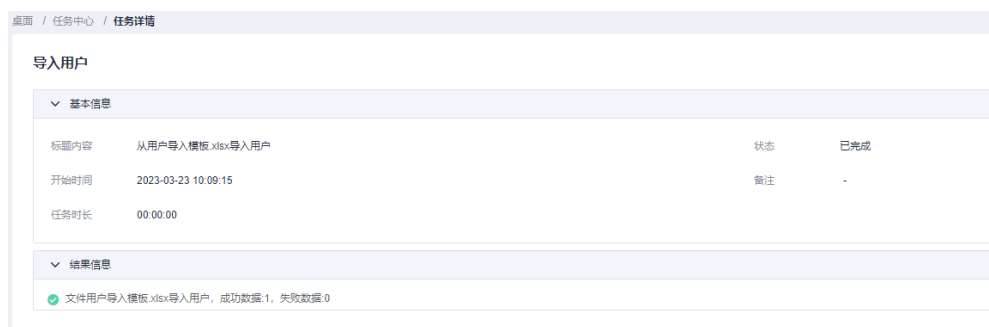 桌面 / 任务中心 / 任务详情
导入用户
基本信息
标题内容 从用户导入模板.xlsx导入用户 状态 已完成
开始时间 2023-03-23 10:09:15 备注 -
任务时长 00:00:00
结果信息
文件用户导入模板.xlsx导入用户，成功数据:1，失败数据:0